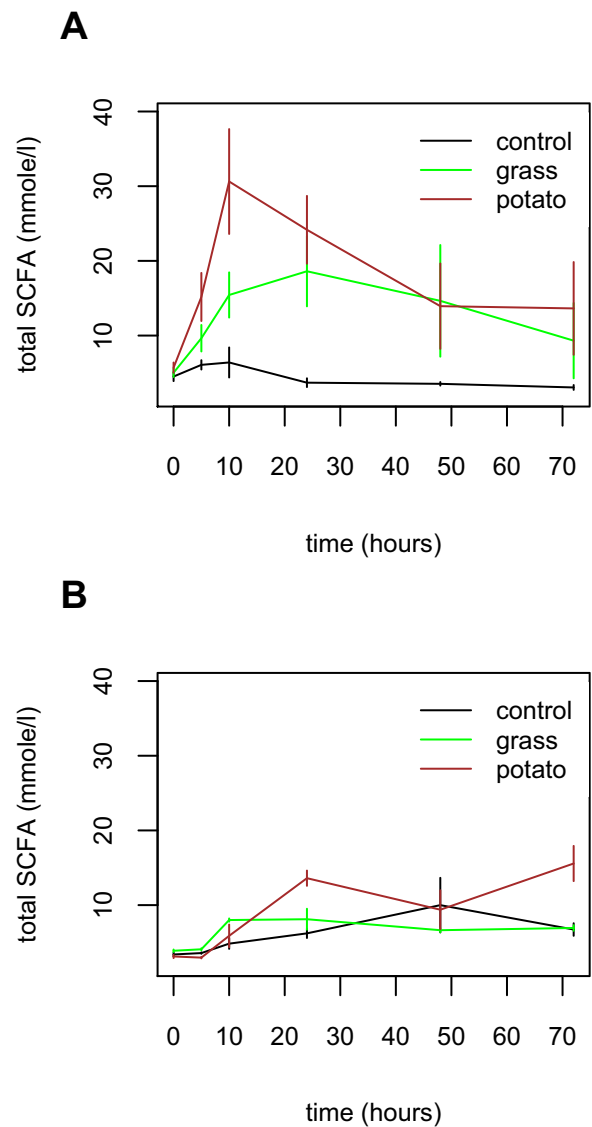 A
total SCFA (mmole/l)
40
30
20
10
control
grass
potato
0 10 20 30 40 50 60 70
time (hours)
B
total SCFA (mmole/l)
40
30
20
10
control
grass
potato
0 10 20 30 40 50 60 70
time (hours)